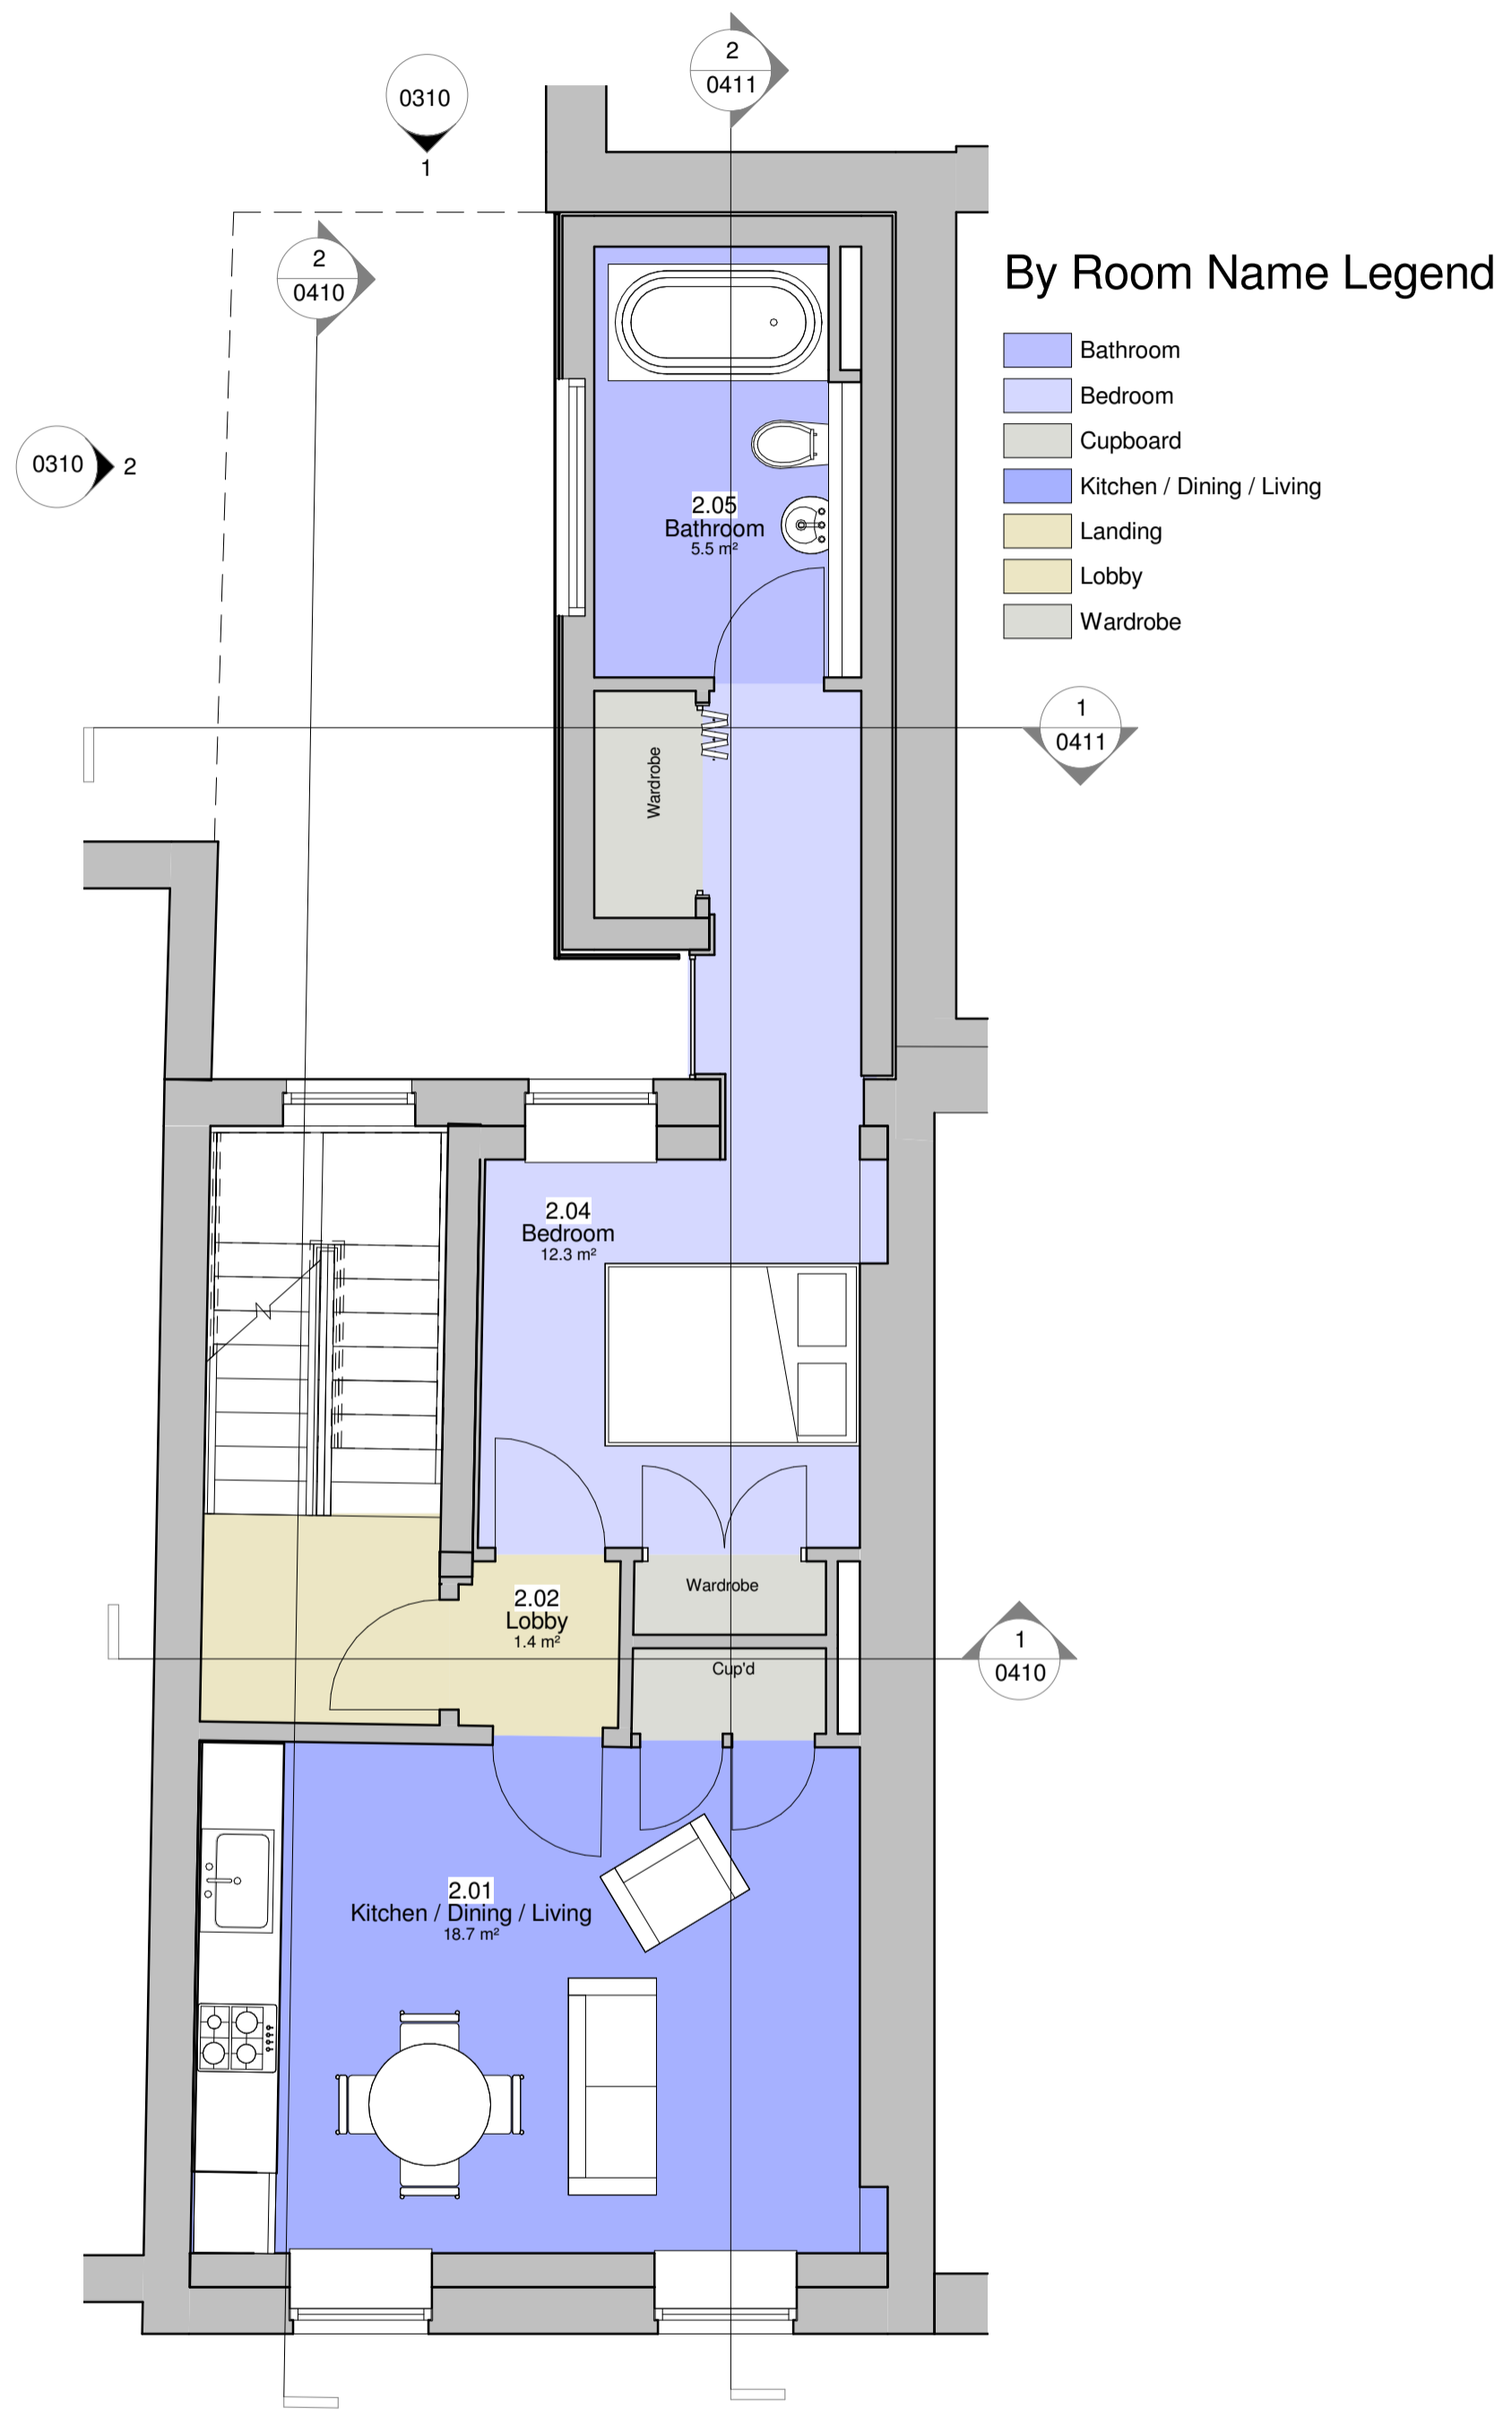 2
0411
0310
1
2
0410
By Room Name Legend
Bathroom
Bedroom
Cupboard
Kitchen / Dining / Living
Landing
Lobby
Wardrobe
0310
2
2.05
Bathroom
5.5 m²
1
0411
Wardrobe
2.04
Bedroom
12.3 m²
Wardrobe
2.02
Lobby
1.4 m²
1
0410
Cup'd
2.01
Kitchen / Dining / Living
18.7 m²